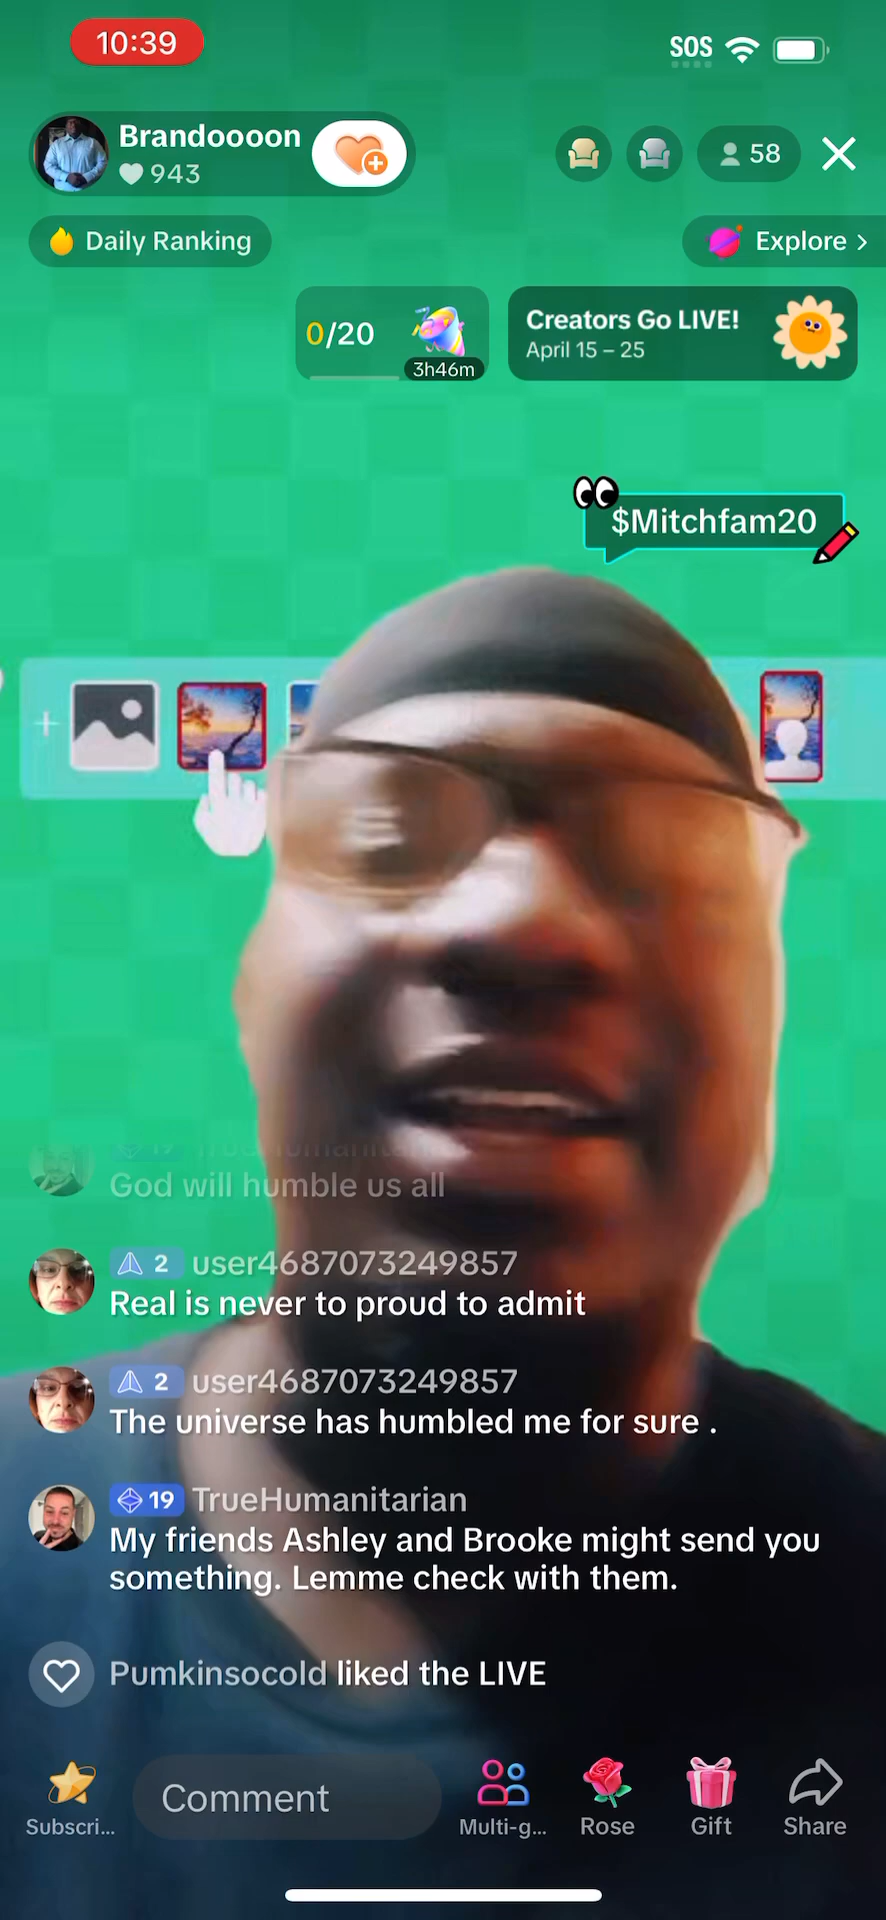 10:39
SOS
Brandoooon
943
58
Daily Ranking
Explore >
0/20
3h46m
Creators Go LIVE!
April 15 – 25
$Mitchfam20
God will humble us all
2 user4687073249857
Real is never to proud to admit
2 user4687073249857
The universe has humbled me for sure .
19 TrueHumanitarian
My friends Ashley and Brooke might send you
something. Lemme check with them.
Pumkinsocold liked the LIVE
Subscri...
Comment
Multi-g...
Rose
Gift
Share